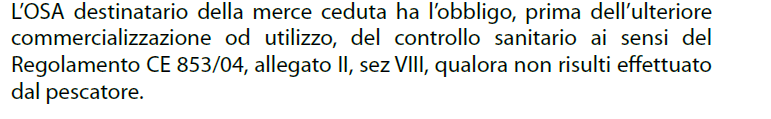 L’OSA destinatario della merce ceduta ha l’obbligo, prima dell’ulteriore
commercializzazione od utilizzo, del controllo sanitario ai sensi del
Regolamento CE 853/04, allegato II, sez VIII, qualora non risulti effettuato
dal pescatore.